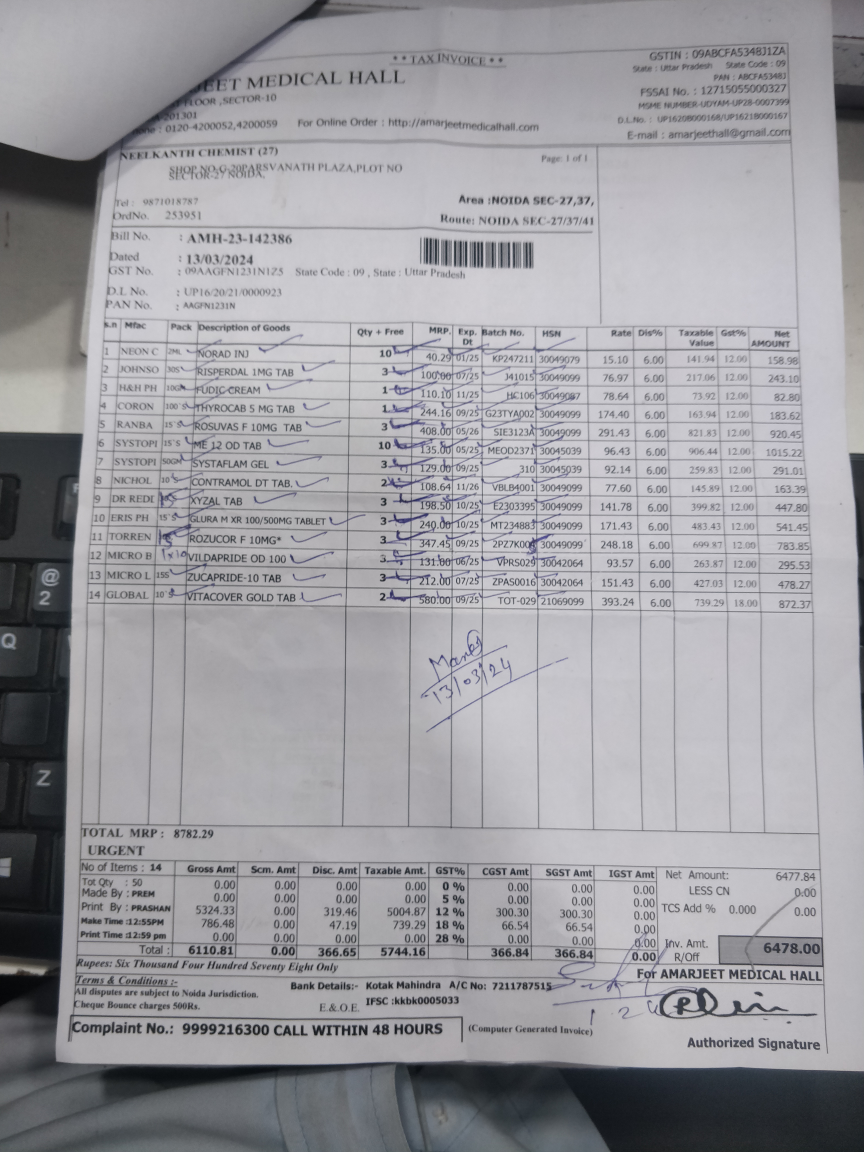 * * TAX INVOICE * *
JEET MEDICAL HALL
FLOOR ,SECTOR-10
-201301
: 0120-4200052,4200059 For Online Order : http://amarjeetmedicalhall.com
GSTIN : 09ABCFA5348J1ZA
State : Uttar Pradesh State Code : 09
PAN : ABCFA5348J
FSSAI No. : 12715055000327
MSME NUMBER-UDYAM-UP28-0007399
D.L.No. : UP16208000168/UP16218000167
E-mail : amarjeethall@gmail.com
NEELKANTH CHEMIST (27) Page: 1 of 1
SHOP NO.G-20PARSVANATH PLAZA,PLOT NO
SECTOR-27 NOIDA,
Tel : 9871018787 Area :NOIDA SEC-27,37,
OrdNo. 253951 Route: NOIDA SEC-27/37/41
Bill No. : AMH-23-142386
Dated : 13/03/2024
GST No. : 09AAGFN1231N1Z5 State Code : 09 , State : Uttar Pradesh
D.L No. : UP16/20/21/0000923
PAN No. : AAGFN1231N
s.n Mfac Pack Description of Goods Qty + Free MRP. Exp. Dt Batch No. HSN Rate Dis% Taxable Value Gst% Net AMOUNT
1 NEON C 2ML NORAD INJ 10 40.29 01/25 KP247211 30049079 15.10 6.00 141.94 12.00 158.98
2 JOHNSO 30S RISPERDAL 1MG TAB 3 100.00 07/25 J41015 30049099 76.97 6.00 217.06 12.00 243.10
3 H&H PH 10GM FUDIC CREAM 1 110.10 11/25 HC106 30049087 78.64 6.00 73.92 12.00 82.80
4 CORON 100'S THYROCAB 5 MG TAB 1 244.16 09/25 G23TYA002 30049099 174.40 6.00 163.94 12.00 183.62
5 RANBA 15'S ROSUVAS F 10MG TAB 3 408.00 05/26 SIE3123A 30049099 291.43 6.00 821.83 12.00 920.45
6 SYSTOPI 15'S ME 12 OD TAB 10 135.00 05/25 MEOD2371 30045039 96.43 6.00 906.44 12.00 1015.22
7 SYSTOPI 50GM SYSTAFLAM GEL 3 129.00 09/25 310 30045039 92.14 6.00 259.83 12.00 291.01
8 NICHOL 10'S CONTRAMOL DT TAB. 2 108.64 11/26 VBLB4001 30049099 77.60 6.00 145.89 12.00 163.39
9 DR REDL XYZAL TAB 3 198.50 10/25 E2303395 30049099 141.78 6.00 399.82 12.00 447.80
10 ERIS PH 15'S GLURA M XR 100/500MG TABLET 3 240.00 10/25 MT234883 30049099 171.43 6.00 483.43 12.00 541.45
11 TORREN ROZUCOR F 10MG* 3 347.45 09/25 30049099 248.18 6.00 699.87 12.00 783.85
12 MICRO B 1x10 VILDAPRIDE OD 100 3 131.00 06/25 VPRS029 30042064 93.57 6.00 263.87 12.00 295.53
13 MICRO L 15S ZUCAPRIDE-10 TAB 3 212.00 07/25 ZPAS0016 30042064 151.43 6.00 427.03 12.00 478.27
14 GLOBAL 10'S VITACOVER GOLD TAB 2 580.00 09/25 TOT-029 21069099 393.24 6.00 739.29 18.00 872.37
13/03/24
TOTAL MRP : 8782.29
URGENT
No of Items : 14 Gross Amt Scm. Amt Disc. Amt Taxable Amt. GST% CGST Amt SGST Amt IGST Amt Net Amount: 6477.84
Tot Qty : 50 0.00 0.00 0.00 0.00 0 % 0.00 0.00 0.00 LESS CN 0.00
Made By : PREM 0.00 0.00 0.00 0.00 5 % 0.00 0.00 0.00
Print By : PRASHAN 5324.33 0.00 319.46 5004.87 12 % 300.30 300.30 0.00 TCS Add % 0.000 0.00
Make Time :12:55PM 786.48 0.00 47.19 739.29 18 % 66.54 66.54 0.00
Print Time :12:59 pm 0.00 0.00 0.00 0.00 28 % 0.00 0.00 0.00 Inv. Amt. 6478.00
Total : 6110.81 0.00 366.65 5744.16 366.84 366.84 0.00 R/Off
Rupees: Six Thousand Four Hundred Seventy Eight Only For AMARJEET MEDICAL HALL
Terms & Conditions :- Bank Details:- Kotak Mahindra A/C No: 7211787515
All disputes are subject to Noida Jurisdiction.
Cheque Bounce charges 500Rs. E.&.O.E. IFSC :kkbk0005033
Complaint No.: 9999216300 CALL WITHIN 48 HOURS (Computer Generated Invoice)
Authorized Signature
@
2
Q
Z